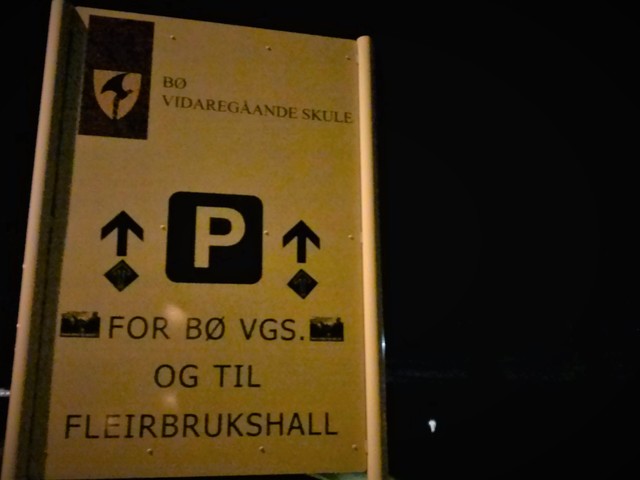 BØ
VIDAREGÅANDE SKULE
P
FOR BØ VGS.
OG TIL
FLEIRBRUKSHALL